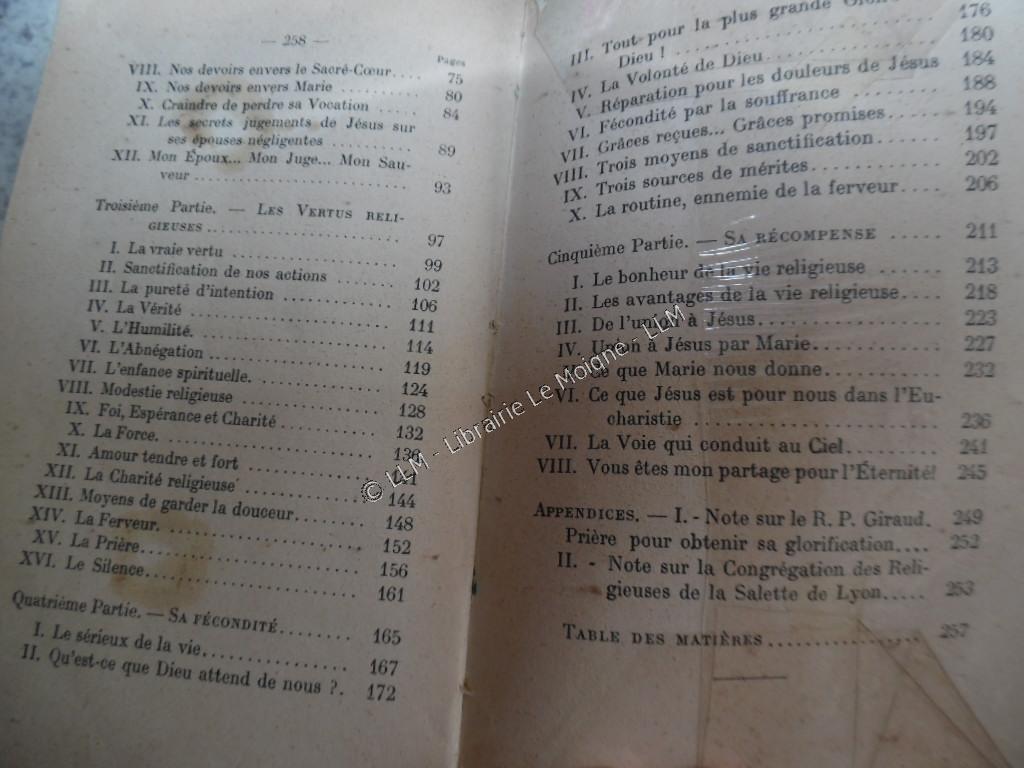 — 258 —
Pages
VIII. Nos devoirs envers le Sacré-Cœur.... 75
IX. Nos devoirs envers Marie ............ 80
X. Craindre de perdre sa Vocation ........ 84
XI. Les secrets jugements de Jésus sur
ses épouses négligentes ............ 89
XII. Mon Époux... Mon Juge... Mon Sau-
veur ............................ 93
Troisième Partie. — LES VERTUS RELI-
GIEUSES ............................ 97
I. La vraie vertu ...................... 99
II. Sanctification de nos actions ........ 102
III. La pureté d'intention .............. 106
IV. La Vérité .......................... 111
V. L'Humilité. ........................ 114
VI. L'Abnégation ...................... 119
VII. L'enfance spirituelle. .............. 124
VIII. Modestie religieuse .............. 128
IX. Foi, Espérance et Charité .......... 132
X. La Force. .......................... 136
XI. Amour tendre et fort ..............
XII. La Charité religieuse .............. 144
XIII. Moyens de garder la douceur........ 148
XIV. La Ferveur. ...................... 152
XV. La Prière.......................... 156
XVI. Le Silence........................ 161
Quatrième Partie. — SA FÉCONDITÉ........ 165
I. Le sérieux de la vie.................. 167
II. Qu'est-ce que Dieu attend de nous ?. 172
III. Tout pour la plus grande
Dieu ! .......................... 176
IV. La Volonté de Dieu ................ 180
V. Réparation pour les douleurs de Jésus 184
VI. Fécondité par la souffrance ........ 188
VII. Grâces reçues... Grâces promises..... 194
VIII. Trois moyens de sanctification...... 197
IX. Trois sources de mérites............ 202
X. La routine, ennemie de la ferveur.... 206
Cinquième Partie. — SA RÉCOMPENSE ..... 211
I. Le bonheur de la vie religieuse ...... 213
II. Les avantages de la vie religieuse.... 218
III. De l'union à Jésus................ 223
IV. Union à Jésus par Marie............ 227
Ce que Marie nous donne............ 232
VI. Ce que Jésus est pour nous dans l'Eu-
charistie ........................ 236
VII. La Voie qui conduit au Ciel........ 241
VIII. Vous êtes mon partage pour l'Éternité! 245
APPENDICES. — I. - Note sur le R. P. Giraud. 249
Prière pour obtenir sa glorification.... 252
II. - Note sur la Congrégation des Reli-
gieuses de la Salette de Lyon..... 253
TABLE DES MATIÈRES.................. 257
© LLM - Librairie Le Moigne - LLM